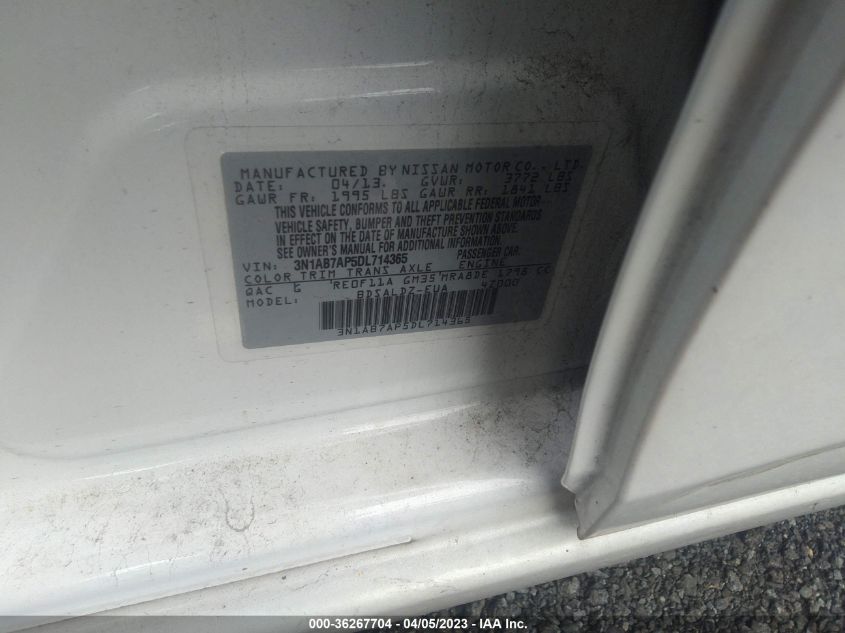 MANUFACTURED BY NISSAN MOTOR CO., LTD.
DATE: 04/13. GVWR: 3772 LBS
GAWR FR: 1995 LBS GAWR RR: 1841 LBS
THIS VEHICLE CONFORMS TO ALL APPLICABLE FEDERAL MOTOR
VEHICLE SAFETY, BUMPER AND THEFT PREVENTION STANDARDS
IN EFFECT ON THE DATE OF MANUFACTURE SHOWN ABOVE.
SEE OWNER'S MANUAL FOR ADDITIONAL INFORMATION.
VIN: 3N1AB7AP5DL714365 PASSENGER CAR
COLOR TRIM TRANS AXLE ENGINE
QAC E RE0F11A GM35 MRA8DE 1798 CC
MODEL: BDSALDZ-EUA 4Z000
3N1AB7AP5DL714365
000-36267704 - 04/05/2023 - IAA Inc.